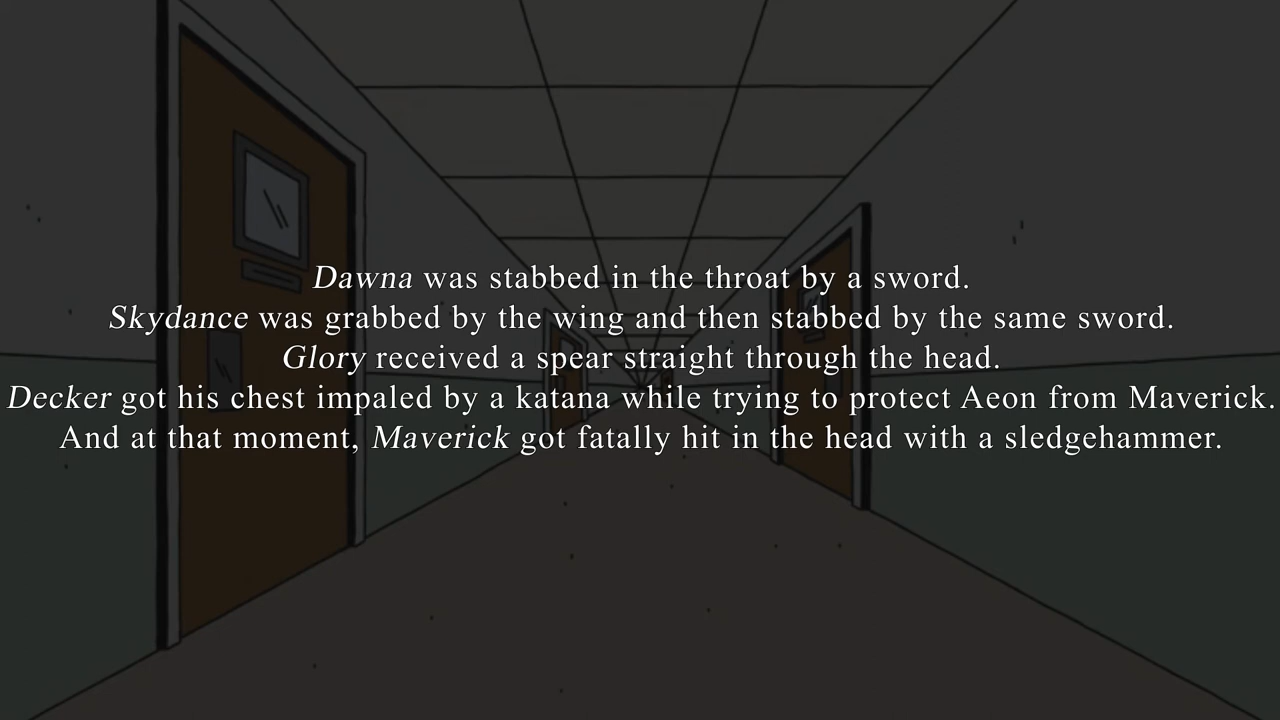 Dawna was stabbed in the throat by a sword.
Skydance was grabbed by the wing and then stabbed by the same sword.
Glory received a spear straight through the head.
Decker got his chest impaled by a katana while trying to protect Aeon from Maverick.
And at that moment, Maverick got fatally hit in the head with a sledgehammer.